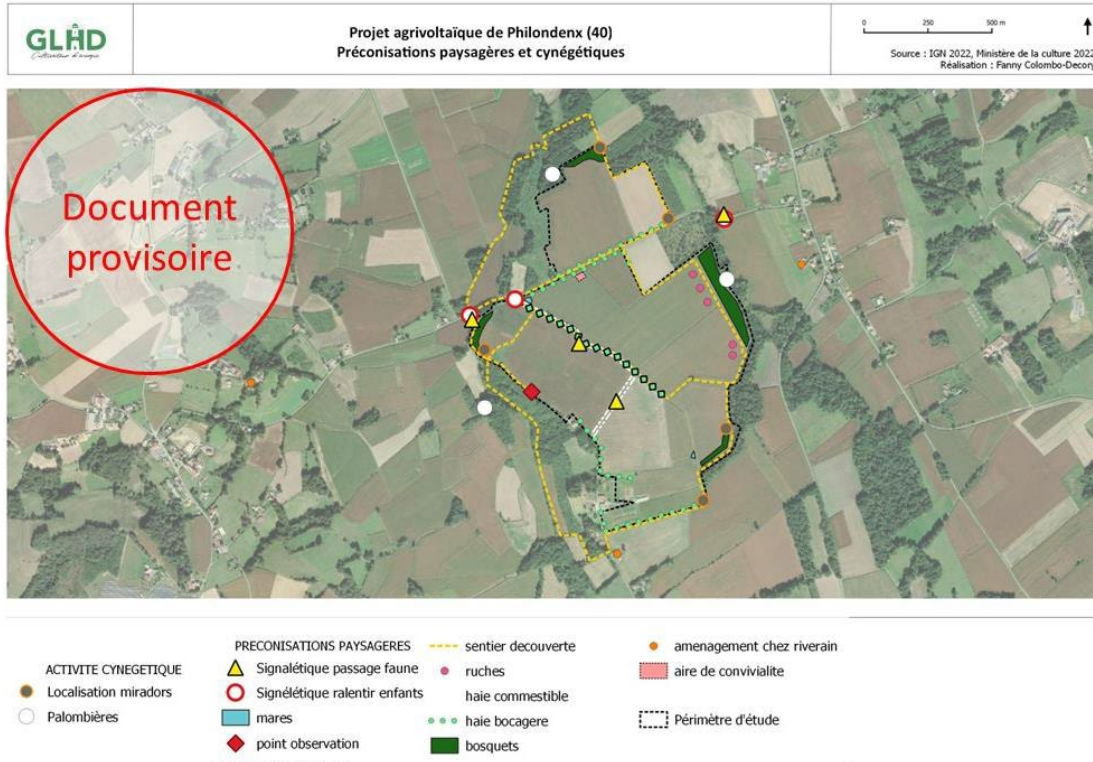 GLHD
Cultivateur d'énergie
Projet agrivoltaïque de Philondenx (40)
Préconisations paysagères et cynégétiques
0 250 500 m
Source : IGN 2022, Ministère de la culture 2022
Réalisation : Fanny Colombo-Decory
Document
provisoire
ACTIVITE CYNEGETIQUE
Localisation miradors
Palombières
PRECONISATIONS PAYSAGERES
Signalétique passage faune
Signélétique ralentir enfants
mares
point observation
sentier decouverte
ruches
haie commestible
haie bocagere
bosquets
amenagement chez riverain
aire de convivialite
Périmètre d'étude